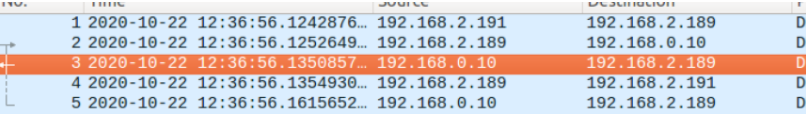 No. Time Source Destination
1 2020-10-22 12:36:56.1242876… 192.168.2.191 192.168.2.189 D
2 2020-10-22 12:36:56.1252649… 192.168.2.189 192.168.0.10 D
3 2020-10-22 12:36:56.1350857… 192.168.0.10 192.168.2.189 D
4 2020-10-22 12:36:56.1354930… 192.168.2.189 192.168.2.191 D
5 2020-10-22 12:36:56.1615652… 192.168.0.10 192.168.2.189 D